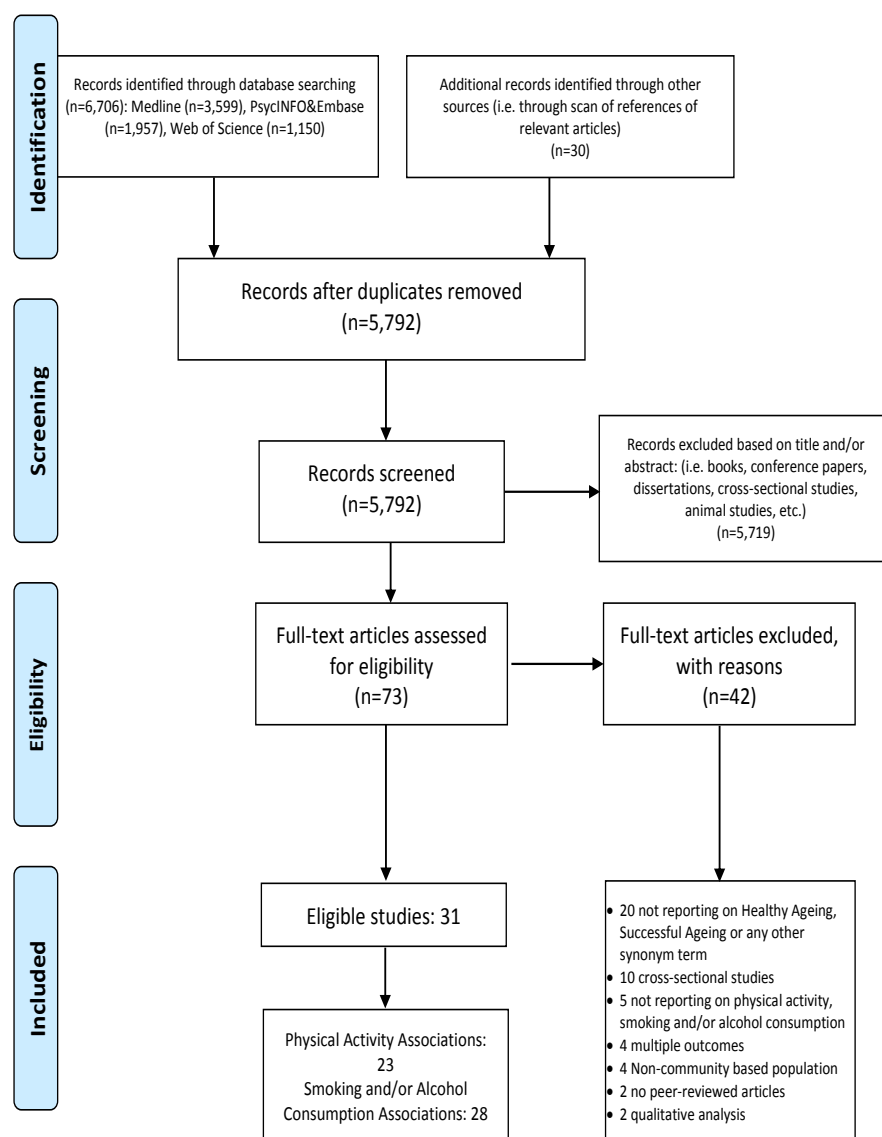 Identification
Records identified through database searching
(n=6,706): Medline (n=3,599), PsycINFO&Embase
(n=1,957), Web of Science (n=1,150)
Additional records identified through other
sources (i.e. through scan of references of
relevant articles)
(n=30)
Records after duplicates removed
(n=5,792)
Screening
Records screened
(n=5,792)
Records excluded based on title and/or
abstract: (i.e. books, conference papers,
dissertations, cross-sectional studies,
animal studies, etc.)
(n=5,719)
Eligibility
Full-text articles assessed
for eligibility
(n=73)
Full-text articles excluded,
with reasons
(n=42)
Included
Eligible studies: 31
Physical Activity Associations:
23
Smoking and/or Alcohol
Consumption Associations: 28
• 20 not reporting on Healthy Ageing,
Successful Ageing or any other
synonym term
• 10 cross-sectional studies
• 5 not reporting on physical activity,
smoking and/or alcohol consumption
• 4 multiple outcomes
• 4 Non-community based population
• 2 no peer-reviewed articles
• 2 qualitative analysis